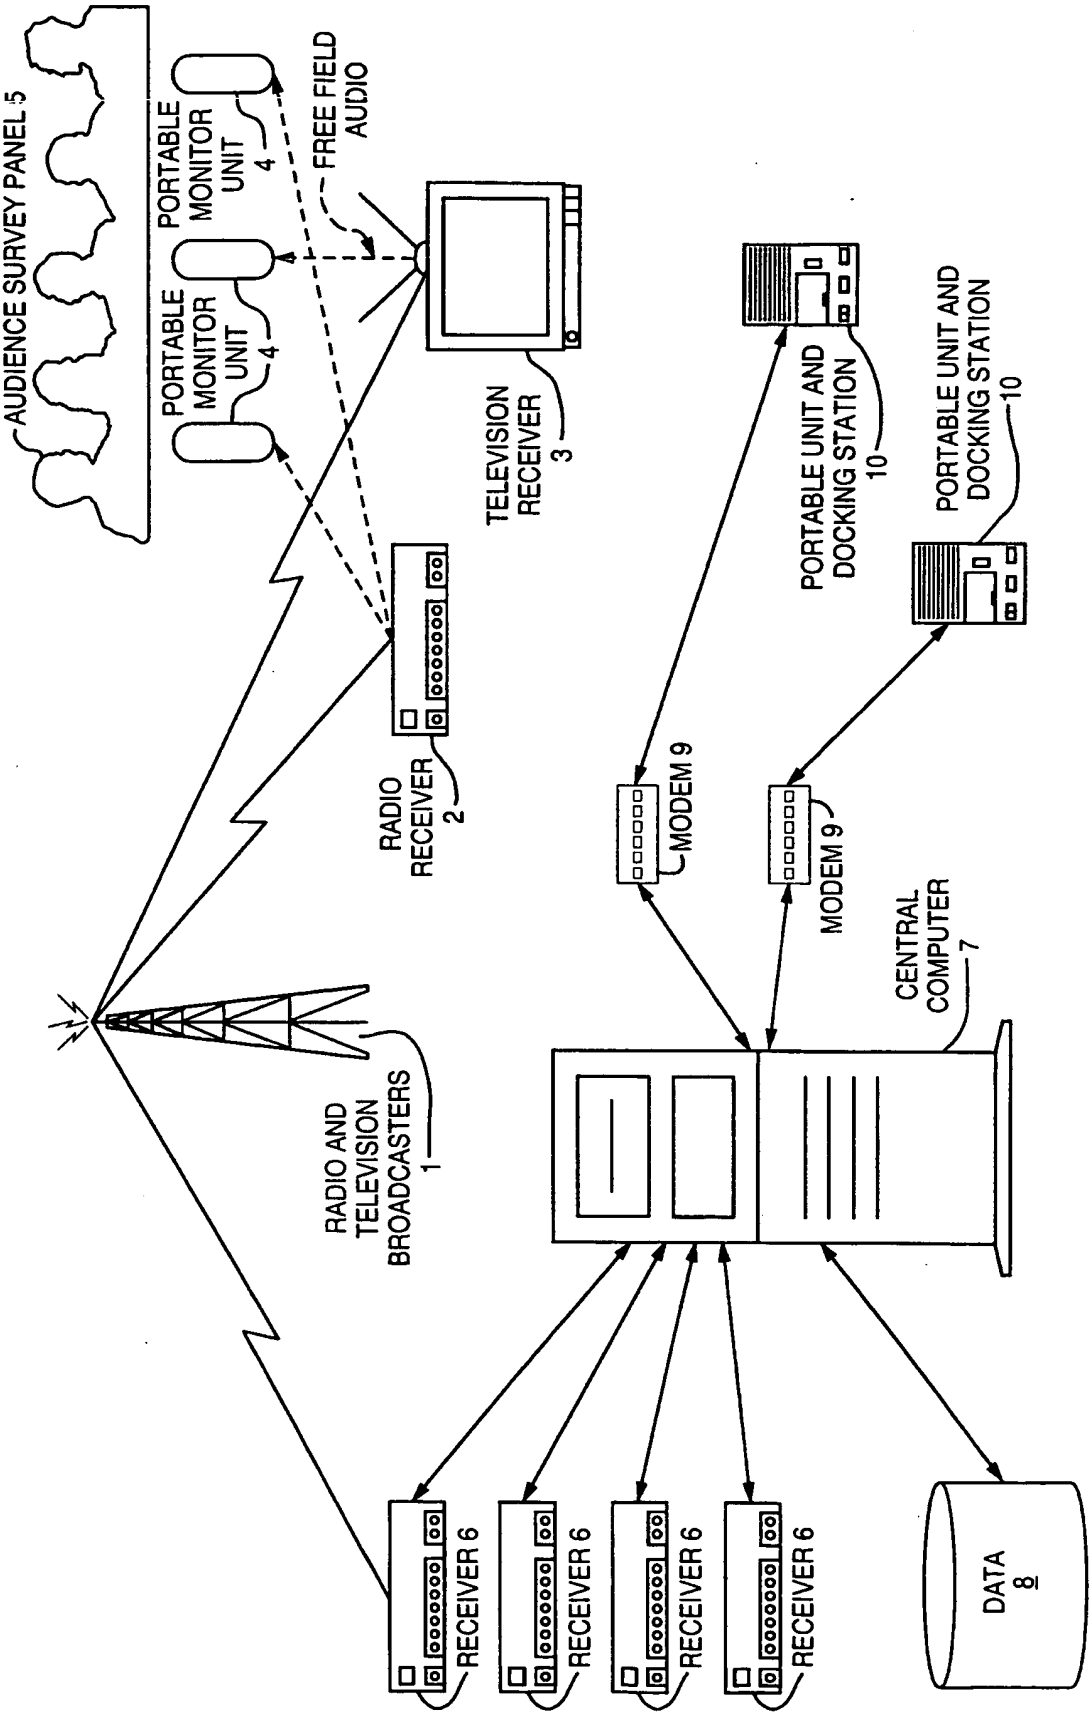 AUDIENCE SURVEY PANEL 5
PORTABLE
MONITOR
UNIT
4
PORTABLE
MONITOR
UNIT
4
FREE FIELD
AUDIO
TELEVISION
RECEIVER
3
RADIO
RECEIVER
2
RADIO AND
TELEVISION
BROADCASTERS
1
PORTABLE UNIT AND
DOCKING STATION
10
PORTABLE UNIT AND
DOCKING STATION
10
MODEM 9
MODEM 9
CENTRAL
COMPUTER
7
RECEIVER 6
RECEIVER 6
RECEIVER 6
RECEIVER 6
DATA
8